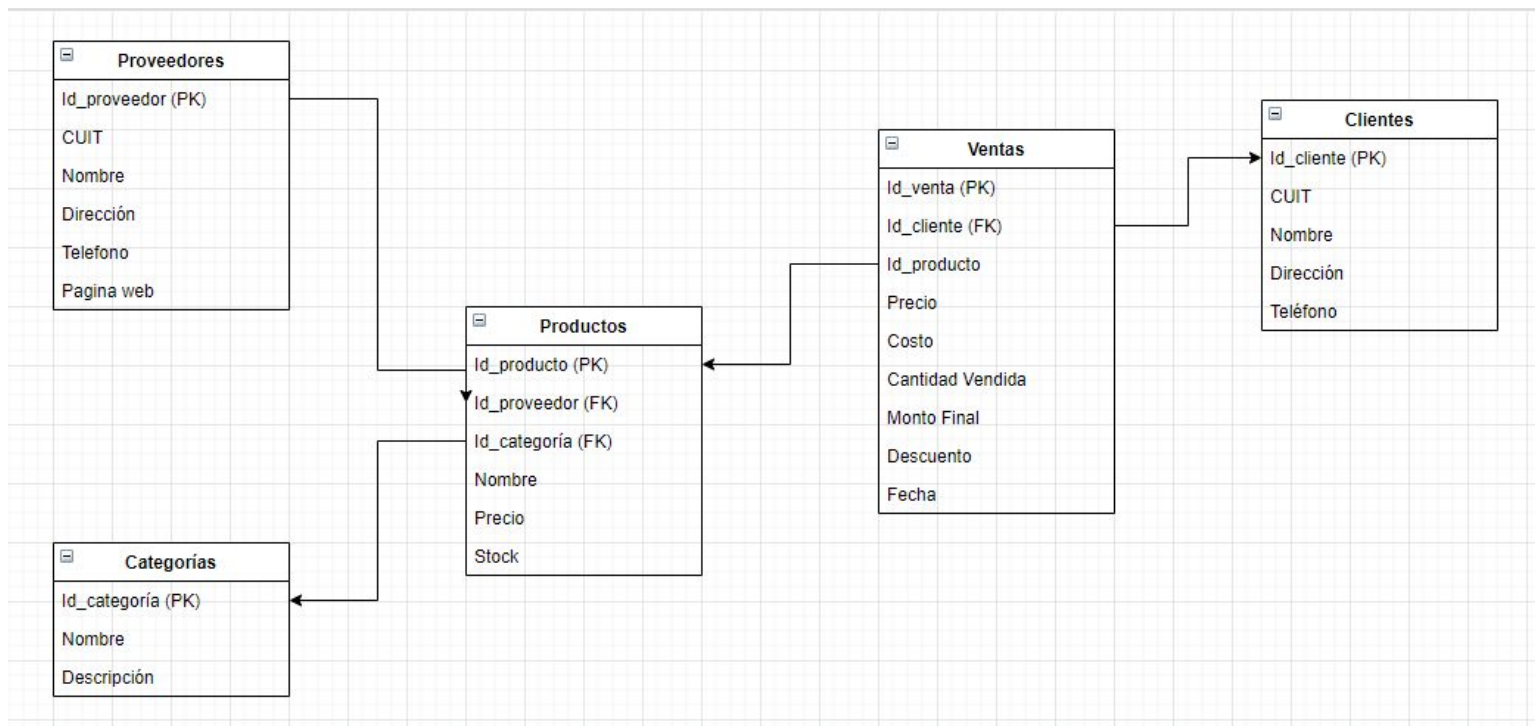 Proveedores
Id_proveedor (PK)
CUIT
Nombre
Dirección
Telefono
Pagina web
Categorías
Id_categoría (PK)
Nombre
Descripción
Productos
Id_producto (PK)
Id_proveedor (FK)
Id_categoría (FK)
Nombre
Precio
Stock
Ventas
Id_venta (PK)
Id_cliente (FK)
Id_producto
Precio
Costo
Cantidad Vendida
Monto Final
Descuento
Fecha
Clientes
Id_cliente (PK)
CUIT
Nombre
Dirección
Teléfono